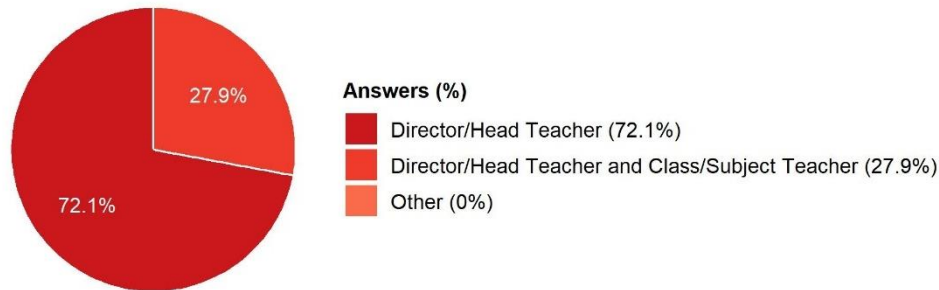 27.9%
72.1%
Answers (%)
Director/Head Teacher (72.1%)
Director/Head Teacher and Class/Subject Teacher (27.9%)
Other (0%)